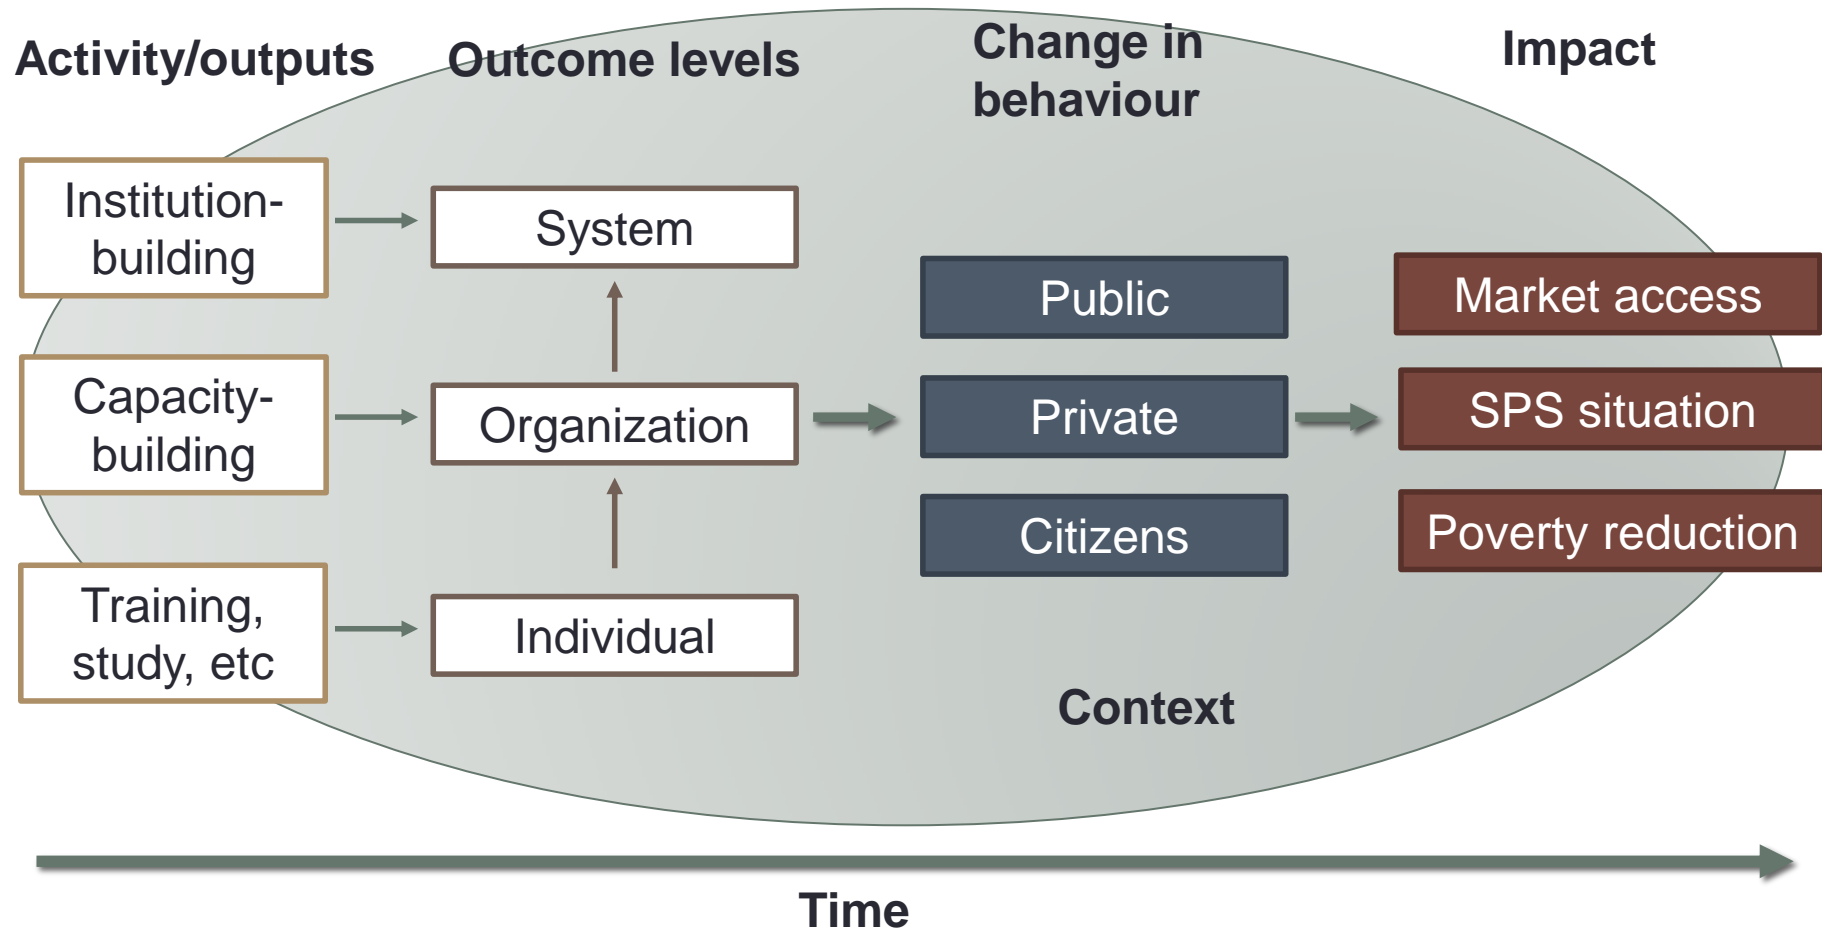 Activity/outputs
Outcome levels
Change in
behaviour
Impact
Institution-
building
System
Public
Market access
Capacity-
building
Organization
Private
SPS situation
Citizens
Poverty reduction
Training,
study, etc
Individual
Context
Time